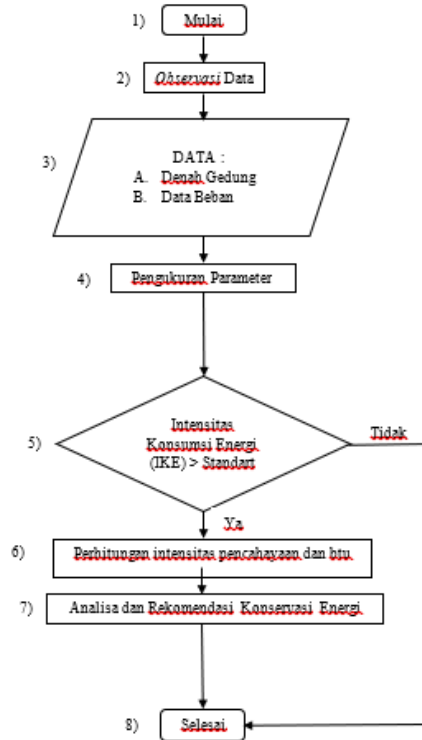 1) Mulai
2) Observasi Data
3) DATA :
A. Denah Gedung
B. Data Beban
4) Pengukuran Parameter
5) Intensitas
Konsumsi Energi
(IKE) > Standart
Tidak
Ya
6) Perhitungan intensitas pencahayaan dan btu
7) Analisa dan Rekomendasi Konservasi Energi
8) Selesai